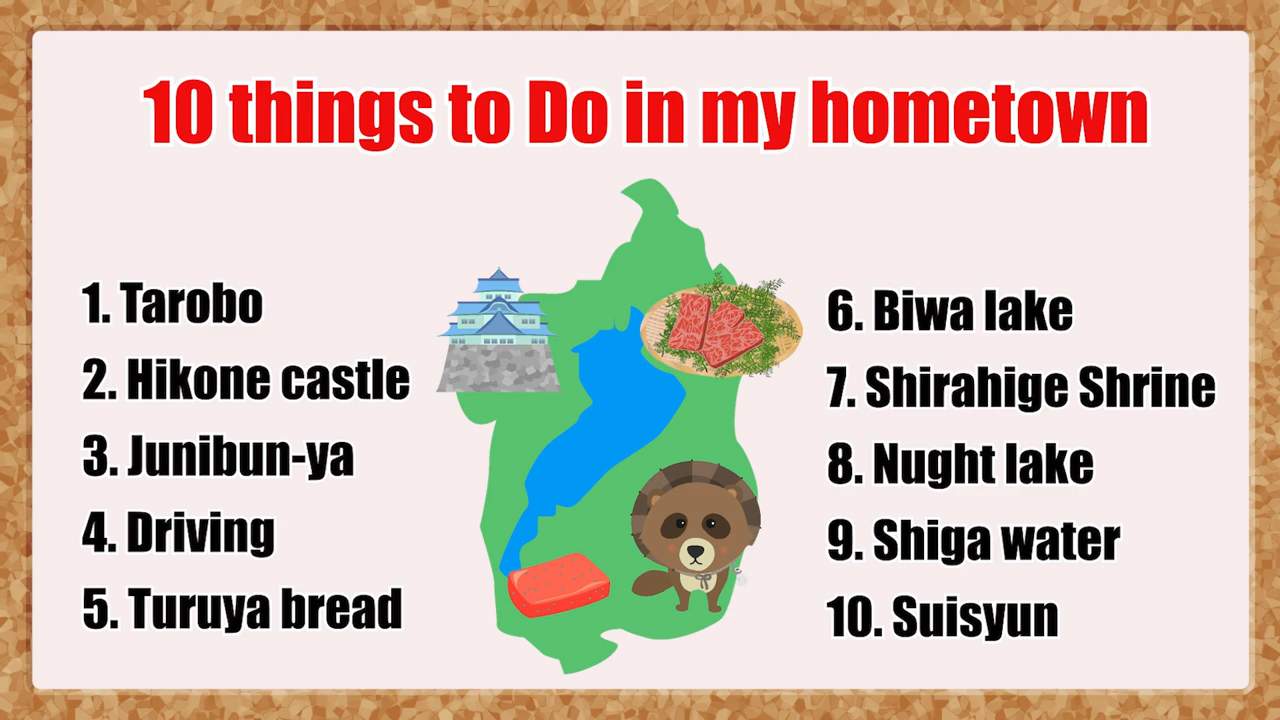 10 things to Do in my hometown
1. Tarobo
2. Hikone castle
3. Junibun-ya
4. Driving
5. Turuya bread
6. Biwa lake
7. Shirahige Shrine
8. Nught lake
9. Shiga water
10. Suisyun